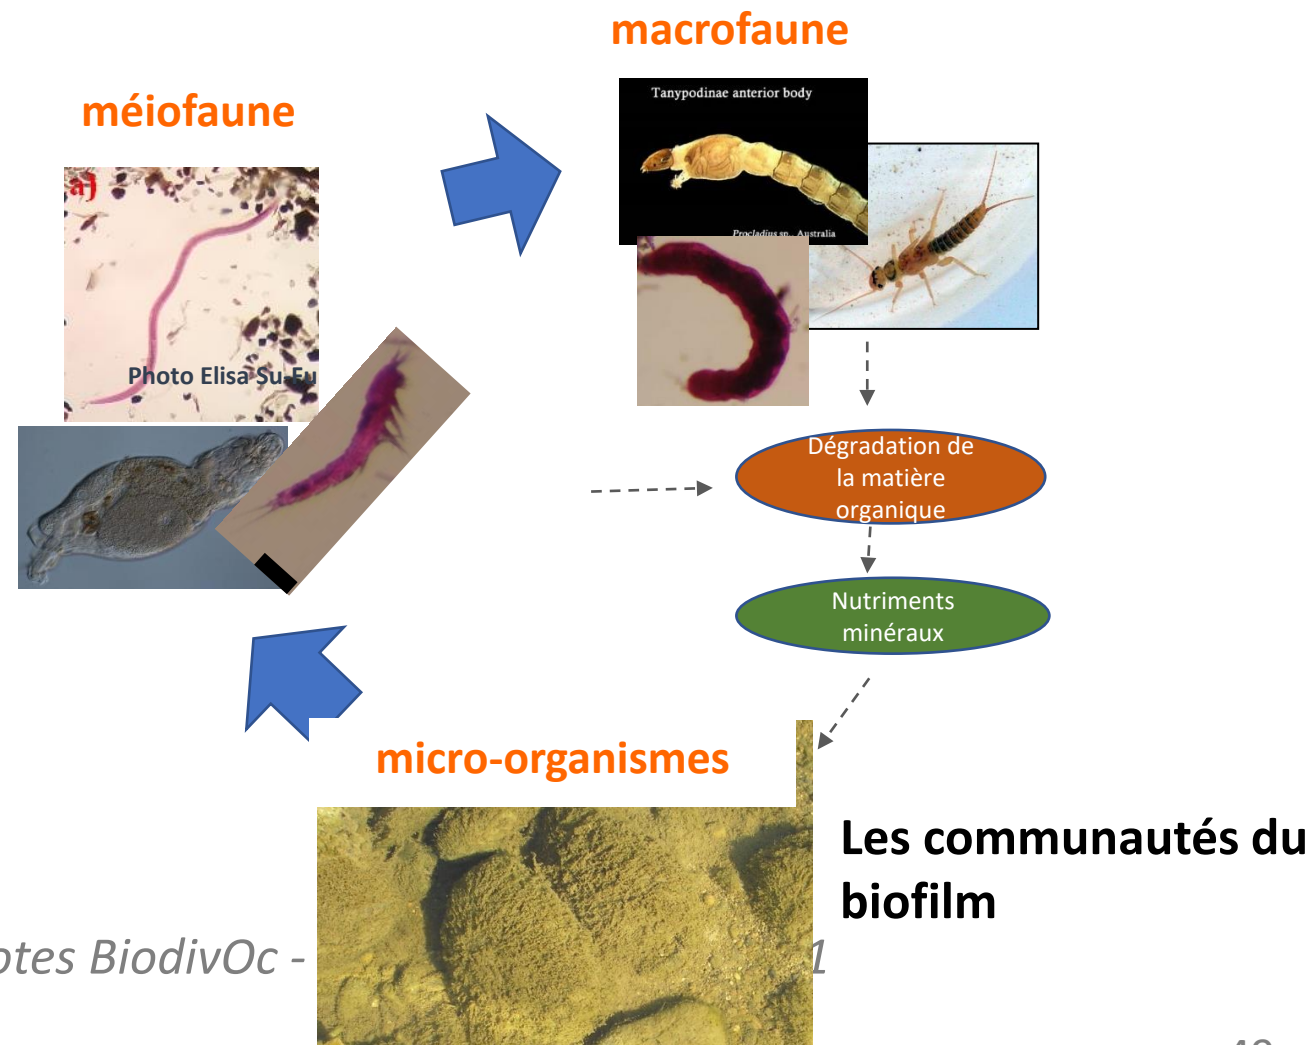 macrofaune
méiofaune
Tanypodinae anterior body
a)
Procladius sp., Australia
Photo Elisa Su-Fu
Dégradation de
la matière
organique
Nutriments
minéraux
micro-organismes
Les communautés du
biofilm
BiodivOc -